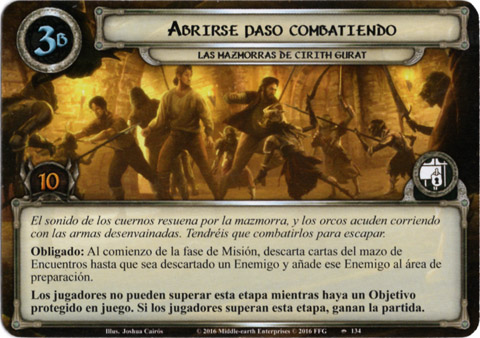 3B
Abrirse paso combatiendo
Las mazmorras de Cirith Gurat
10
El sonido de los cuernos resuena por la mazmorra, y los orcos acuden corriendo
con las armas desenvainadas. Tendréis que combatirlos para escapar.
Obligado: Al comienzo de la fase de Misión, descarta cartas del mazo de
Encuentros hasta que sea descartado un Enemigo y añade ese Enemigo al área de
preparación.
Los jugadores no pueden superar esta etapa mientras haya un Objetivo
protegido en juego. Si los jugadores superan esta etapa, ganan la partida.
Illus. Joshua Cairós © 2016 Middle-earth Enterprises © 2016 FFG 134